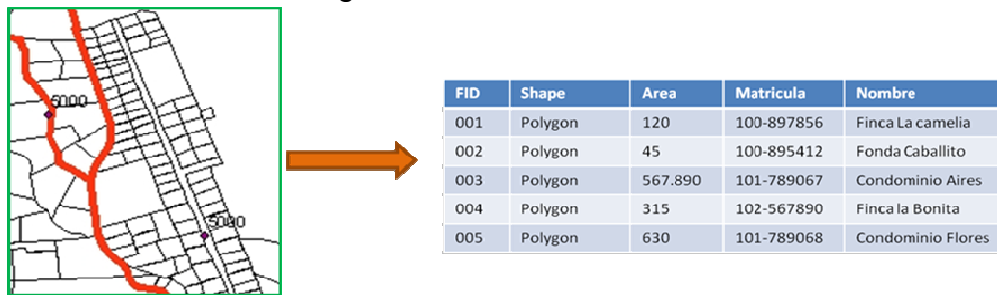 5000
5000
FID Shape Area Matricula Nombre
001 Polygon 120 100-897856 Finca La camelia
002 Polygon 45 100-895412 Fonda Caballito
003 Polygon 567.890 101-789067 Condominio Aires
004 Polygon 315 102-567890 Finca la Bonita
005 Polygon 630 101-789068 Condominio Flores